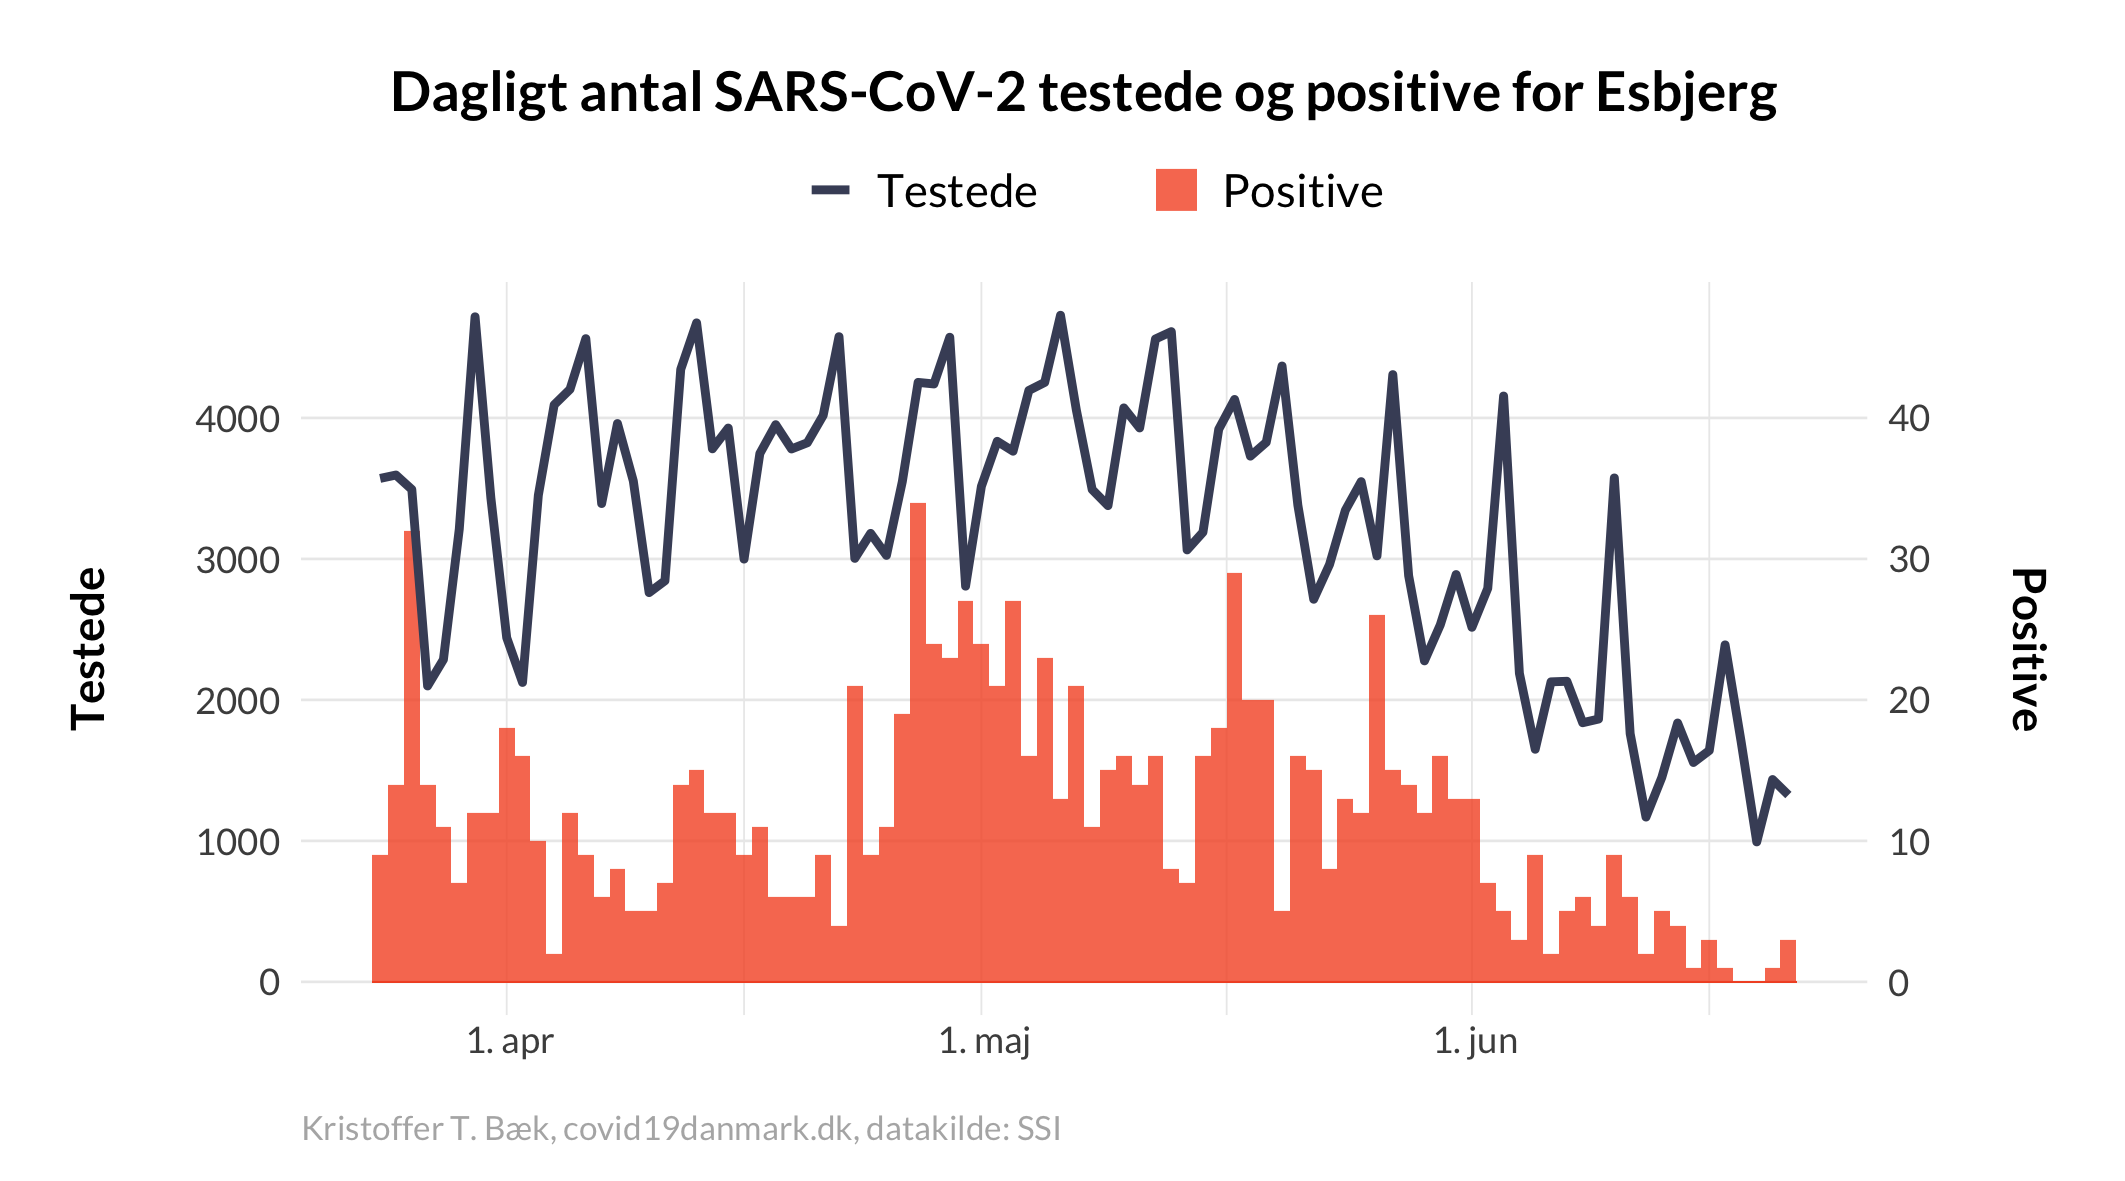 Dagligt antal SARS-CoV-2 testede og positive for Esbjerg
Testede
Positive
4000
3000
2000
1000
0
Testede
40
30
20
10
0
Positive
1. apr
1. maj
1. jun
Kristoffer T. Bæk, covid19danmark.dk, datakilde: SSI